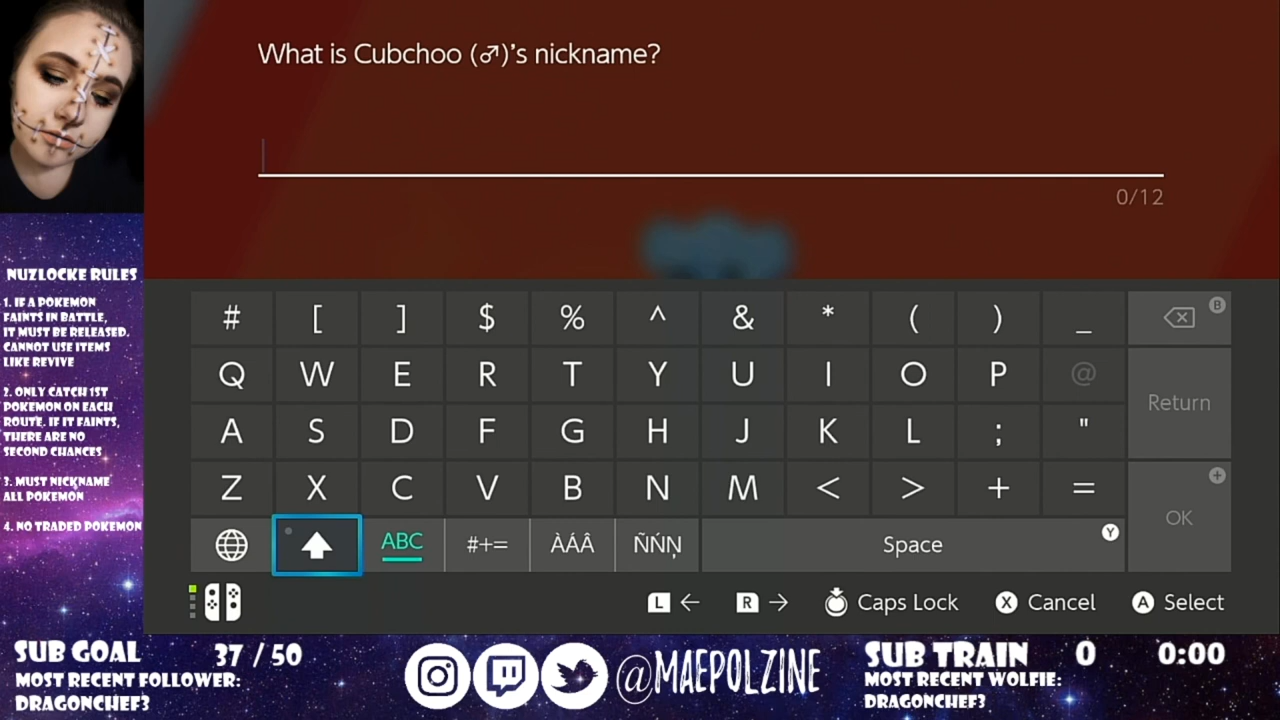 What is Cubchoo (♂)'s nickname?
0/12
NUZLOCKE RULES
1. IF A POKEMON
FAINTS IN BATTLE,
IT MUST BE RELEASED.
CANNOT USE ITEMS
LIKE REVIVE
2. ONLY CATCH 1ST
POKEMON ON EACH
ROUTE. IF IT FAINTS,
THERE ARE NO
SECOND CHANCES
3. MUST NICKNAME
ALL POKEMON
4. NO TRADED POKEMON
# [ ] $ % ^ & * ( ) _ B
Q W E R T Y U I O P @ Return
A S D F G H J K L ; "
Z X C V B N M < > + = + OK
ABC #+= ÀÁÂ ÑŃŅ Space Y
L ← R → Caps Lock X Cancel A Select
SUB GOAL 37 / 50
MOST RECENT FOLLOWER:
DRAGONCHEF3
@MAEPOLZINE
SUB TRAIN 0 0:00
MOST RECENT WOLFIE:
DRAGONCHEF3